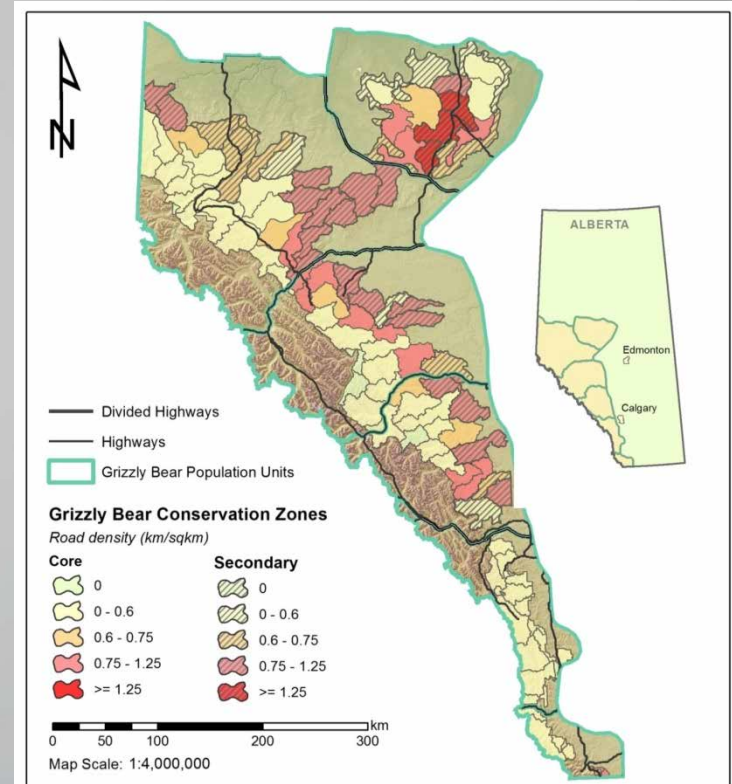 N
ALBERTA
Edmonton
Calgary
Divided Highways
Highways
Grizzly Bear Population Units
Grizzly Bear Conservation Zones
Road density (km/sqkm)
Core
0
0 - 0.6
0.6 - 0.75
0.75 - 1.25
>= 1.25
Secondary
0
0 - 0.6
0.6 - 0.75
0.75 - 1.25
>= 1.25
km
0 50 100 200 300
Map Scale: 1:4,000,000